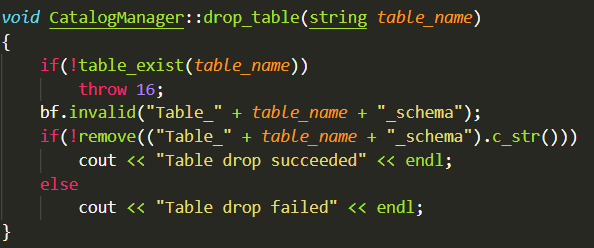 void CatalogManager::drop_table(string table_name)
{
    if(!table_exist(table_name))
        throw 16;
    bf.invalid("Table_" + table_name + "_schema");
    if(!remove(("Table_" + table_name + "_schema").c_str()))
        cout << "Table drop succeeded" << endl;
    else
        cout << "Table drop failed" << endl;
}